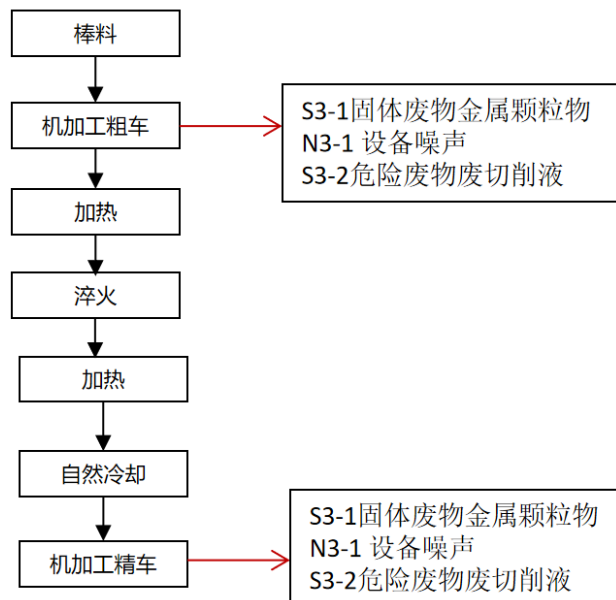 棒料
机加工粗车
S3-1固体废物金属颗粒物
N3-1 设备噪声
S3-2危险废物废切削液
加热
淬火
加热
自然冷却
机加工精车
S3-1固体废物金属颗粒物
N3-1 设备噪声
S3-2危险废物废切削液